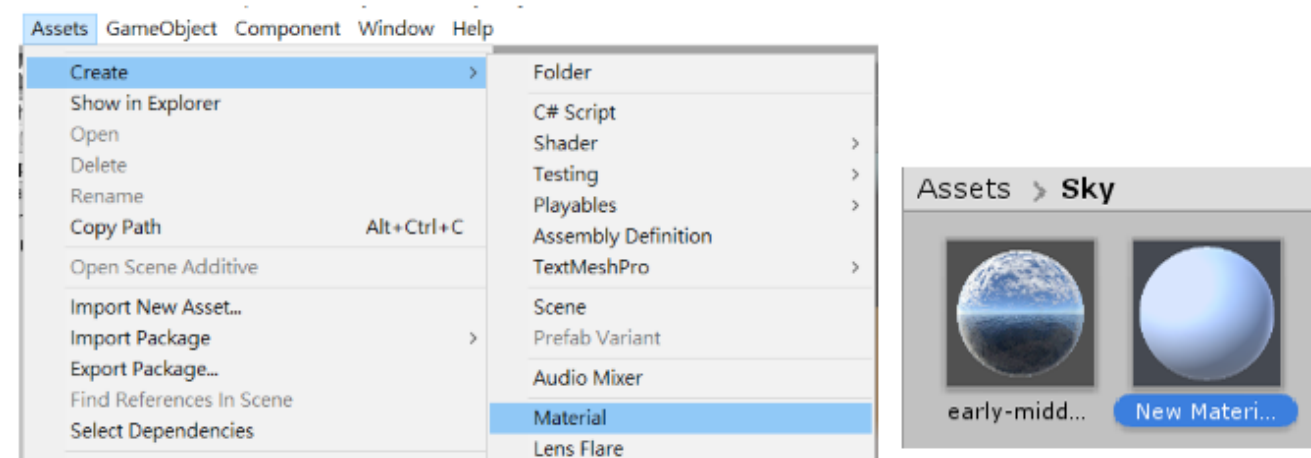 Assets GameObject Component Window Help
Create >
Show in Explorer
Open
Delete
Rename
Copy Path Alt+Ctrl+C
Open Scene Additive
Import New Asset...
Import Package >
Export Package...
Find References In Scene
Select Dependencies
Folder
C# Script
Shader >
Testing >
Playables >
Assembly Definition
TextMeshPro >
Scene
Prefab Variant
Audio Mixer
Material
Lens Flare
Assets > Sky
early-midd...
New Materi...